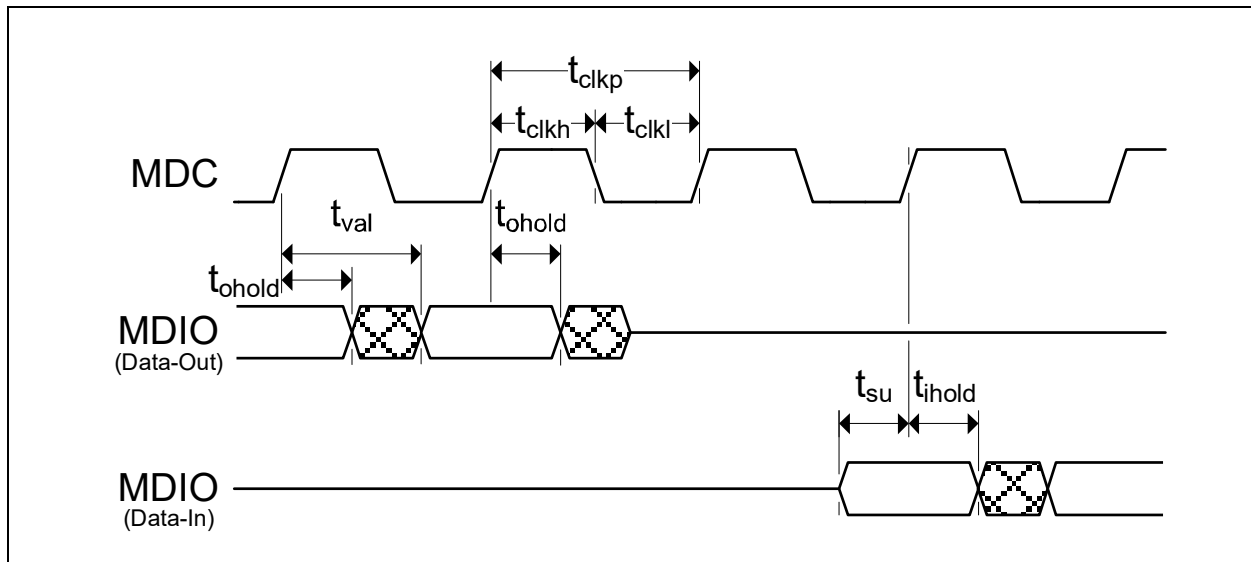 tclkp
tclkh tclkl
MDC
tval tohold
tohold
MDIO
(Data-Out)
tsu tihold
MDIO
(Data-In)